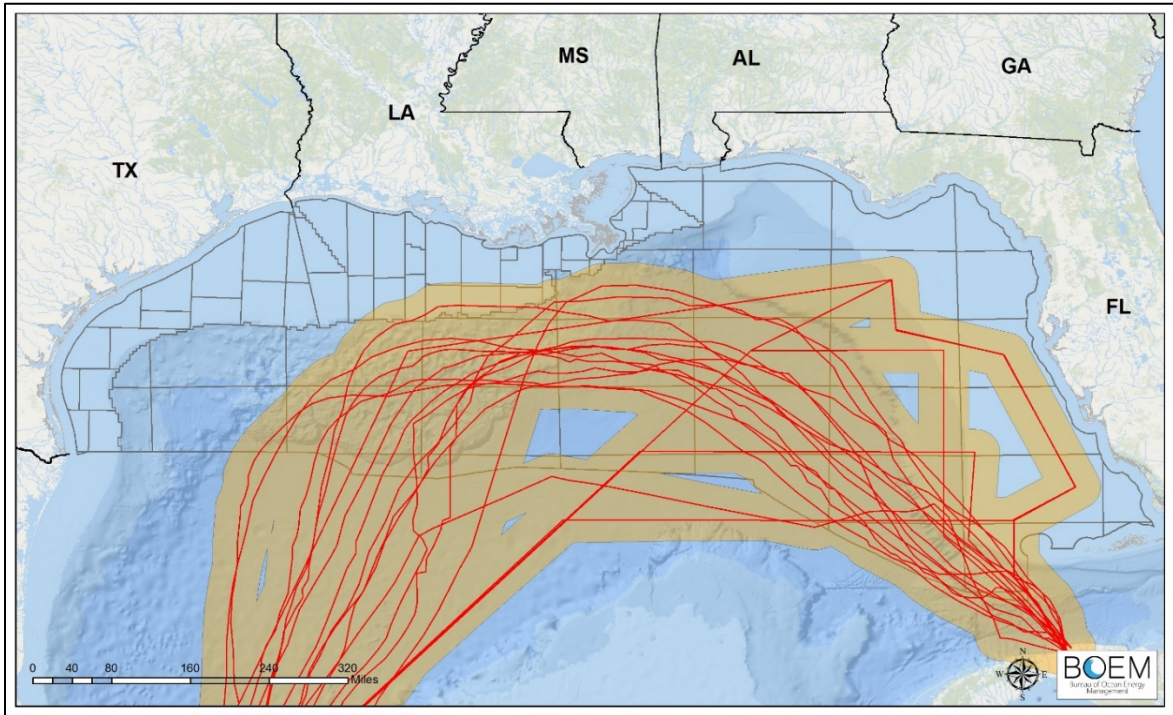 MS
AL
GA
LA
TX
FL
0 20 40 80 160 240 320
Miles
N
W E
S
BOEM
Bureau of Ocean Energy
Management